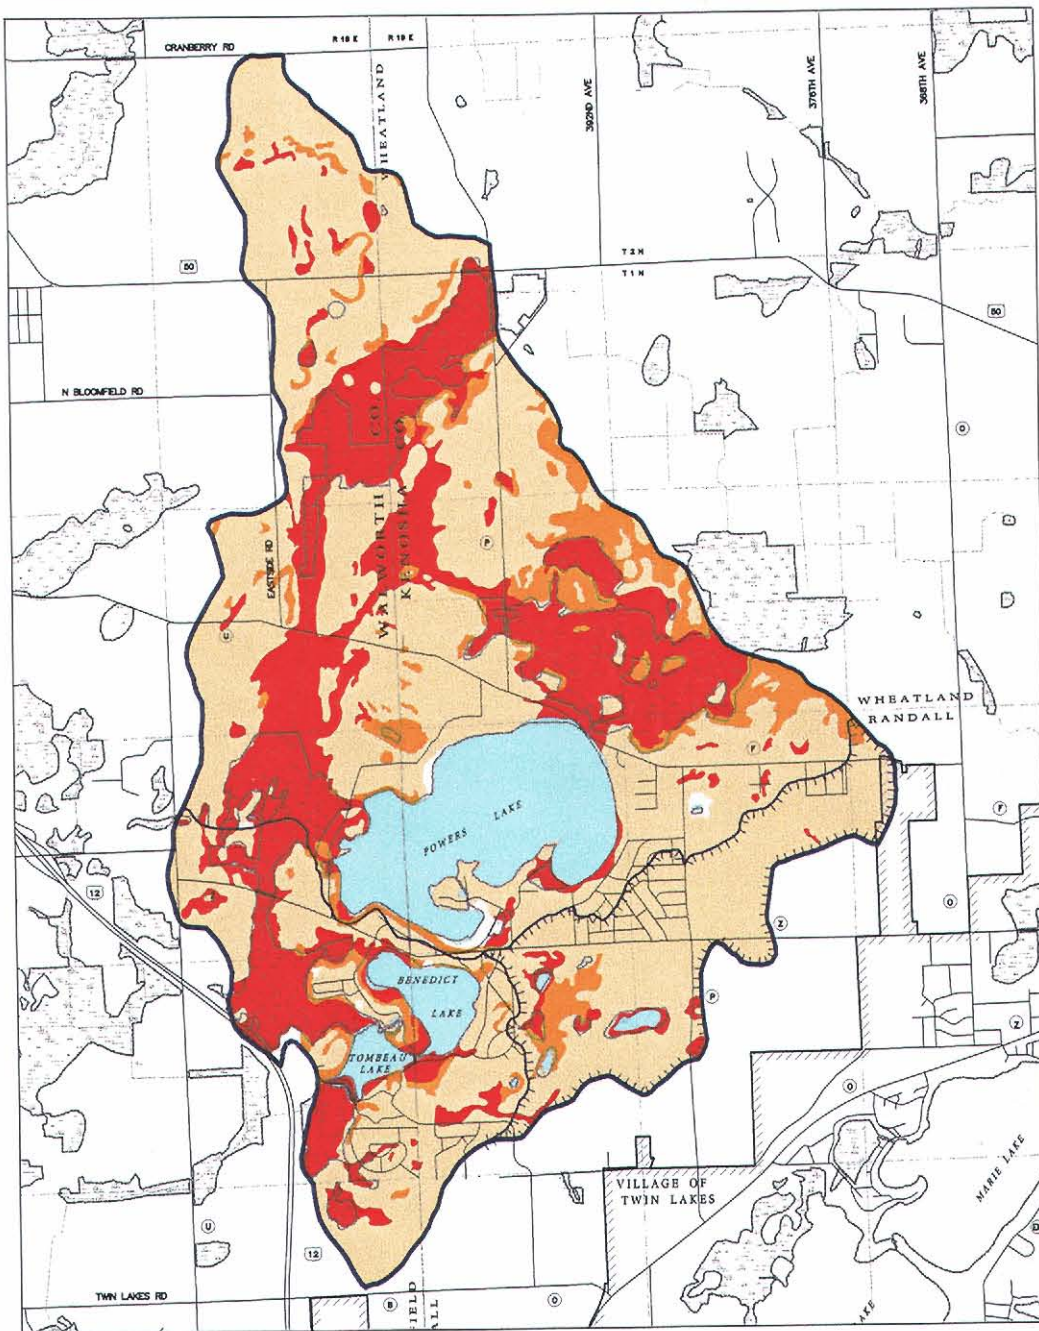 CRANBERRY RD
R 18 E
R 19 E
WHEATLAND
392ND AVE
376TH AVE
368TH AVE
T 2 N
T 1 N
50
50
N BLOOMFIELD RD
O
CO.
CO.
WALWORTH
KENOSHA
EASTSIDE RD
P
U
WHEATLAND
RANDALL
F
F
POWERS LAKE
12
O
Z
BENEDICT
LAKE
P
Z
TOMBEAU
LAKE
O
VILLAGE OF
TWIN LAKES
MARIE LAKE
U
12
D
TWIN LAKES RD
B
O
LAKE